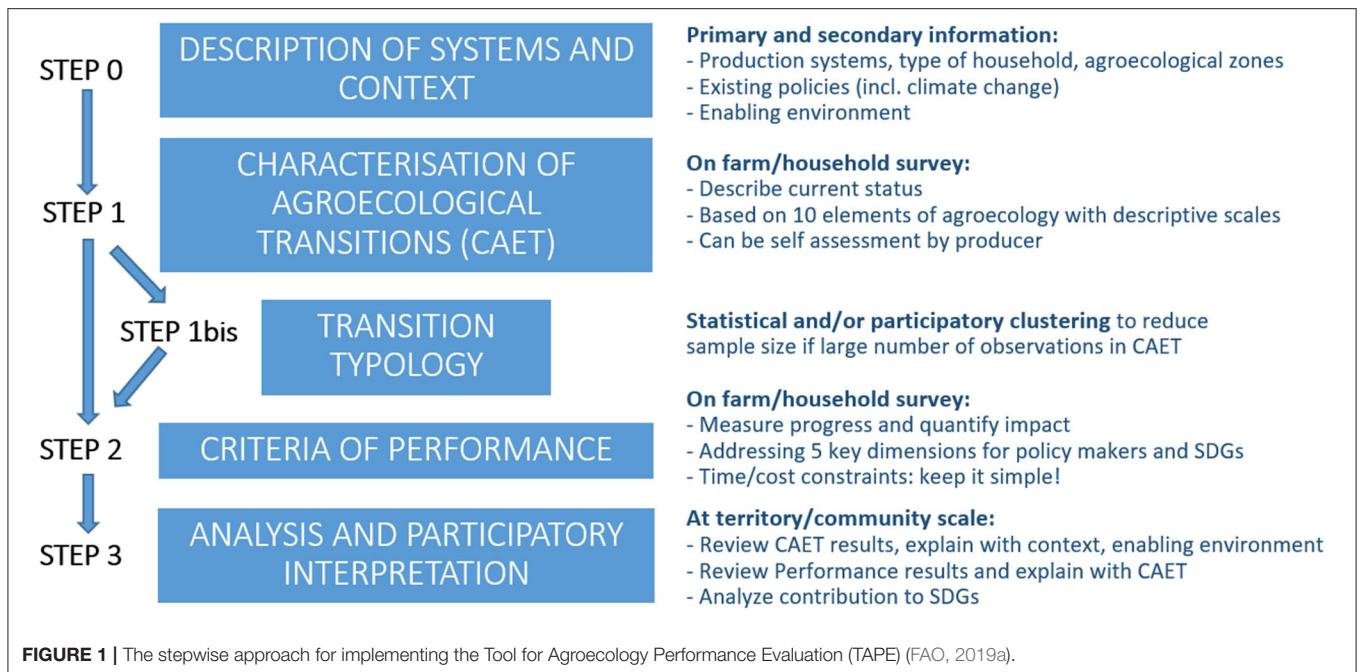 STEP 0
DESCRIPTION OF SYSTEMS AND
CONTEXT
Primary and secondary information:
- Production systems, type of household, agroecological zones
- Existing policies (incl. climate change)
- Enabling environment
STEP 1
CHARACTERISATION OF
AGROECOLOGICAL
TRANSITIONS (CAET)
On farm/household survey:
- Describe current status
- Based on 10 elements of agroecology with descriptive scales
- Can be self assessment by producer
STEP 1bis
TRANSITION
TYPOLOGY
Statistical and/or participatory clustering to reduce
sample size if large number of observations in CAET
STEP 2
CRITERIA OF PERFORMANCE
On farm/household survey:
- Measure progress and quantify impact
- Addressing 5 key dimensions for policy makers and SDGs
- Time/cost constraints: keep it simple!
STEP 3
ANALYSIS AND PARTICIPATORY
INTERPRETATION
At territory/community scale:
- Review CAET results, explain with context, enabling environment
- Review Performance results and explain with CAET
- Analyze contribution to SDGs
FIGURE 1 | The stepwise approach for implementing the Tool for Agroecology Performance Evaluation (TAPE) (FAO, 2019a).